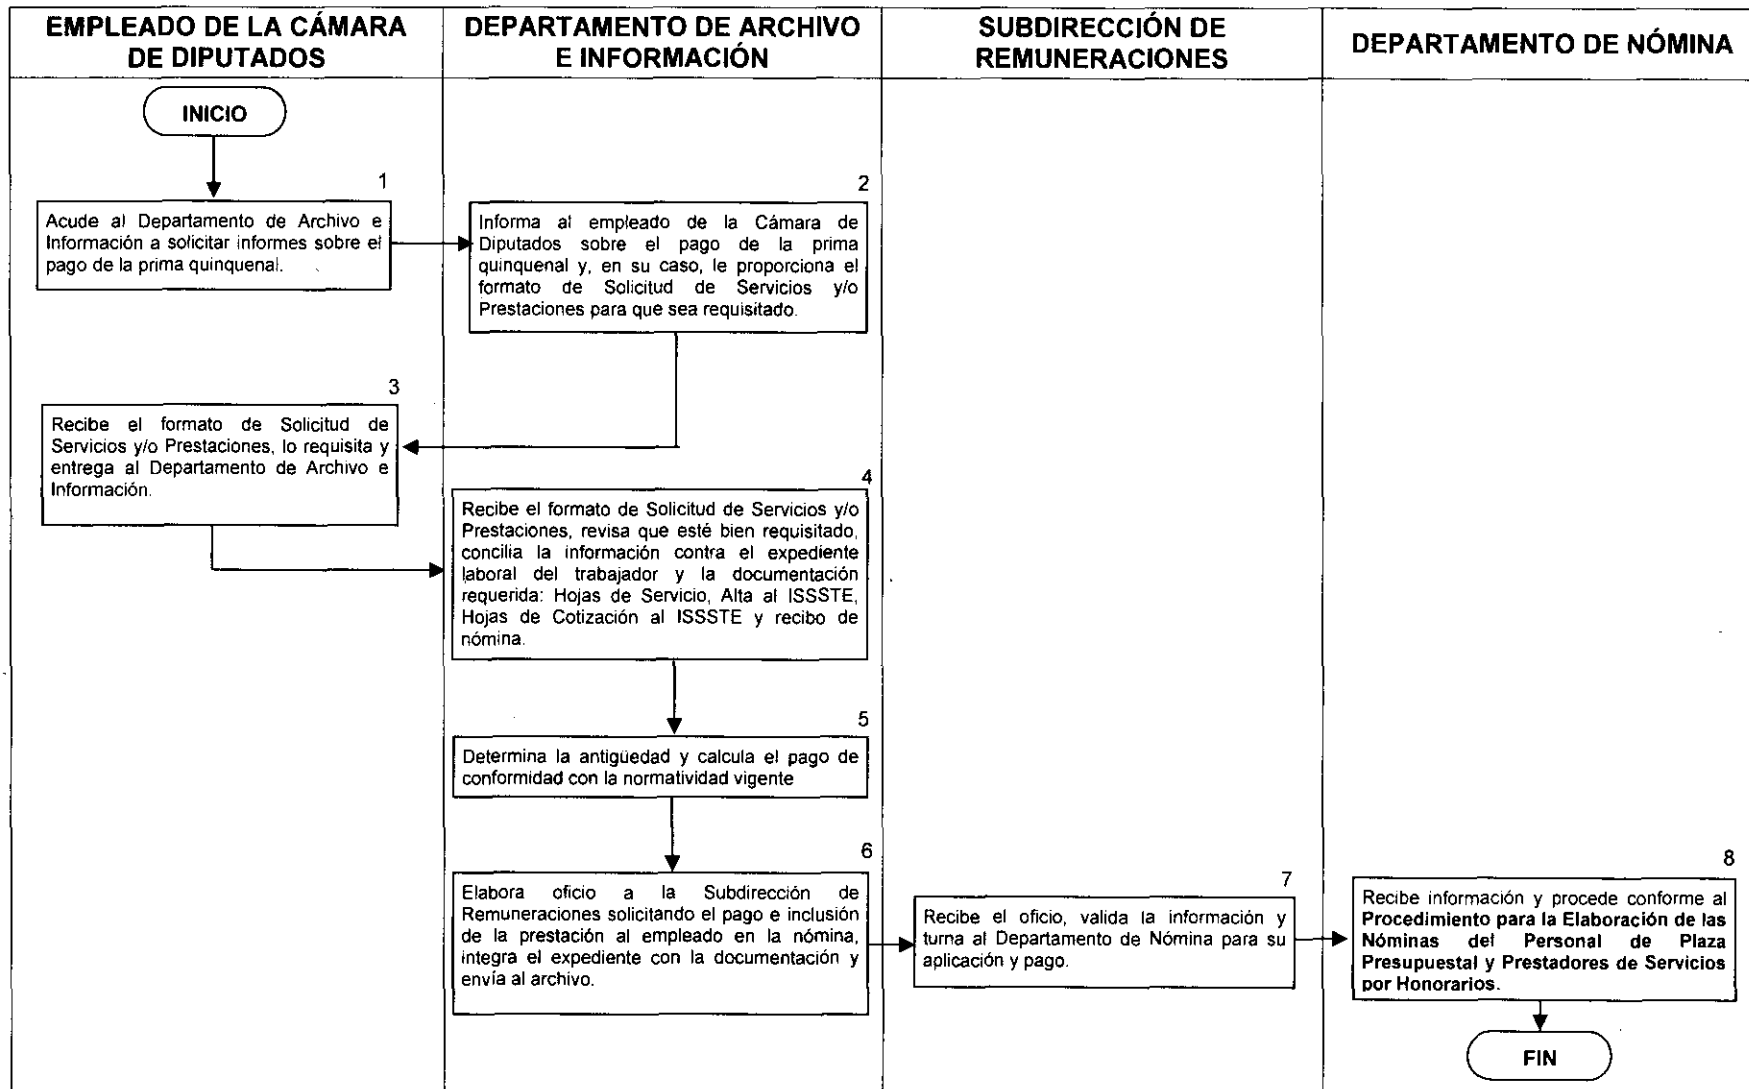 EMPLEADO DE LA CÁMARA
DE DIPUTADOS
DEPARTAMENTO DE ARCHIVO
E INFORMACIÓN
SUBDIRECCIÓN DE
REMUNERACIONES
DEPARTAMENTO DE NÓMINA
INICIO
1
Acude al Departamento de Archivo e
Información a solicitar informes sobre el
pago de la prima quinquenal.
2
Informa al empleado de la Cámara de
Diputados sobre el pago de la prima
quinquenal y, en su caso, le proporciona el
formato de Solicitud de Servicios y/o
Prestaciones para que sea requisitado.
3
Recibe el formato de Solicitud de
Servicios y/o Prestaciones, lo requisita y
entrega al Departamento de Archivo e
Información.
4
Recibe el formato de Solicitud de Servicios y/o
Prestaciones, revisa que esté bien requisitado,
concilia la información contra el expediente
laboral del trabajador y la documentación
requerida: Hojas de Servicio, Alta al ISSSTE,
Hojas de Cotización al ISSSTE y recibo de
nómina.
5
Determina la antigüedad y calcula el pago de
conformidad con la normatividad vigente
6
Elabora oficio a la Subdirección de
Remuneraciones solicitando el pago e inclusión
de la prestación al empleado en la nómina,
integra el expediente con la documentación y
envía al archivo.
7
Recibe el oficio, valida la información y
turna al Departamento de Nómina para su
aplicación y pago.
8
Recibe información y procede conforme al
Procedimiento para la Elaboración de las
Nóminas del Personal de Plaza
Presupuestal y Prestadores de Servicios
por Honorarios.
FIN